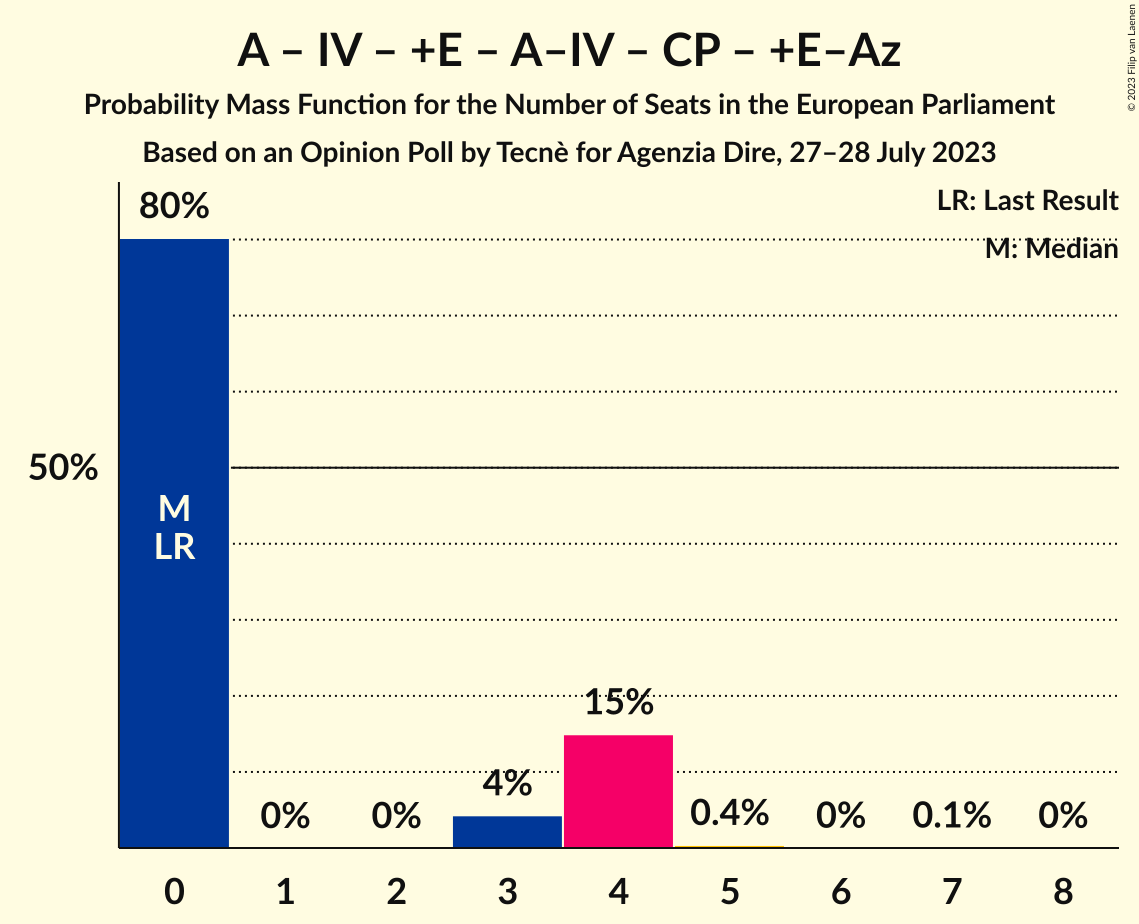 A – IV – +E – A–IV – CP – +E–Az
Probability Mass Function for the Number of Seats in the European Parliament
Based on an Opinion Poll by Tecnè for Agenzia Dire, 27–28 July 2023
© 2023 Filip van Laenen
LR: Last Result
M: Median
80%
50%
M
LR
15%
4%
0%
0%
0.4%
0%
0.1%
0%
0 1 2 3 4 5 6 7 8